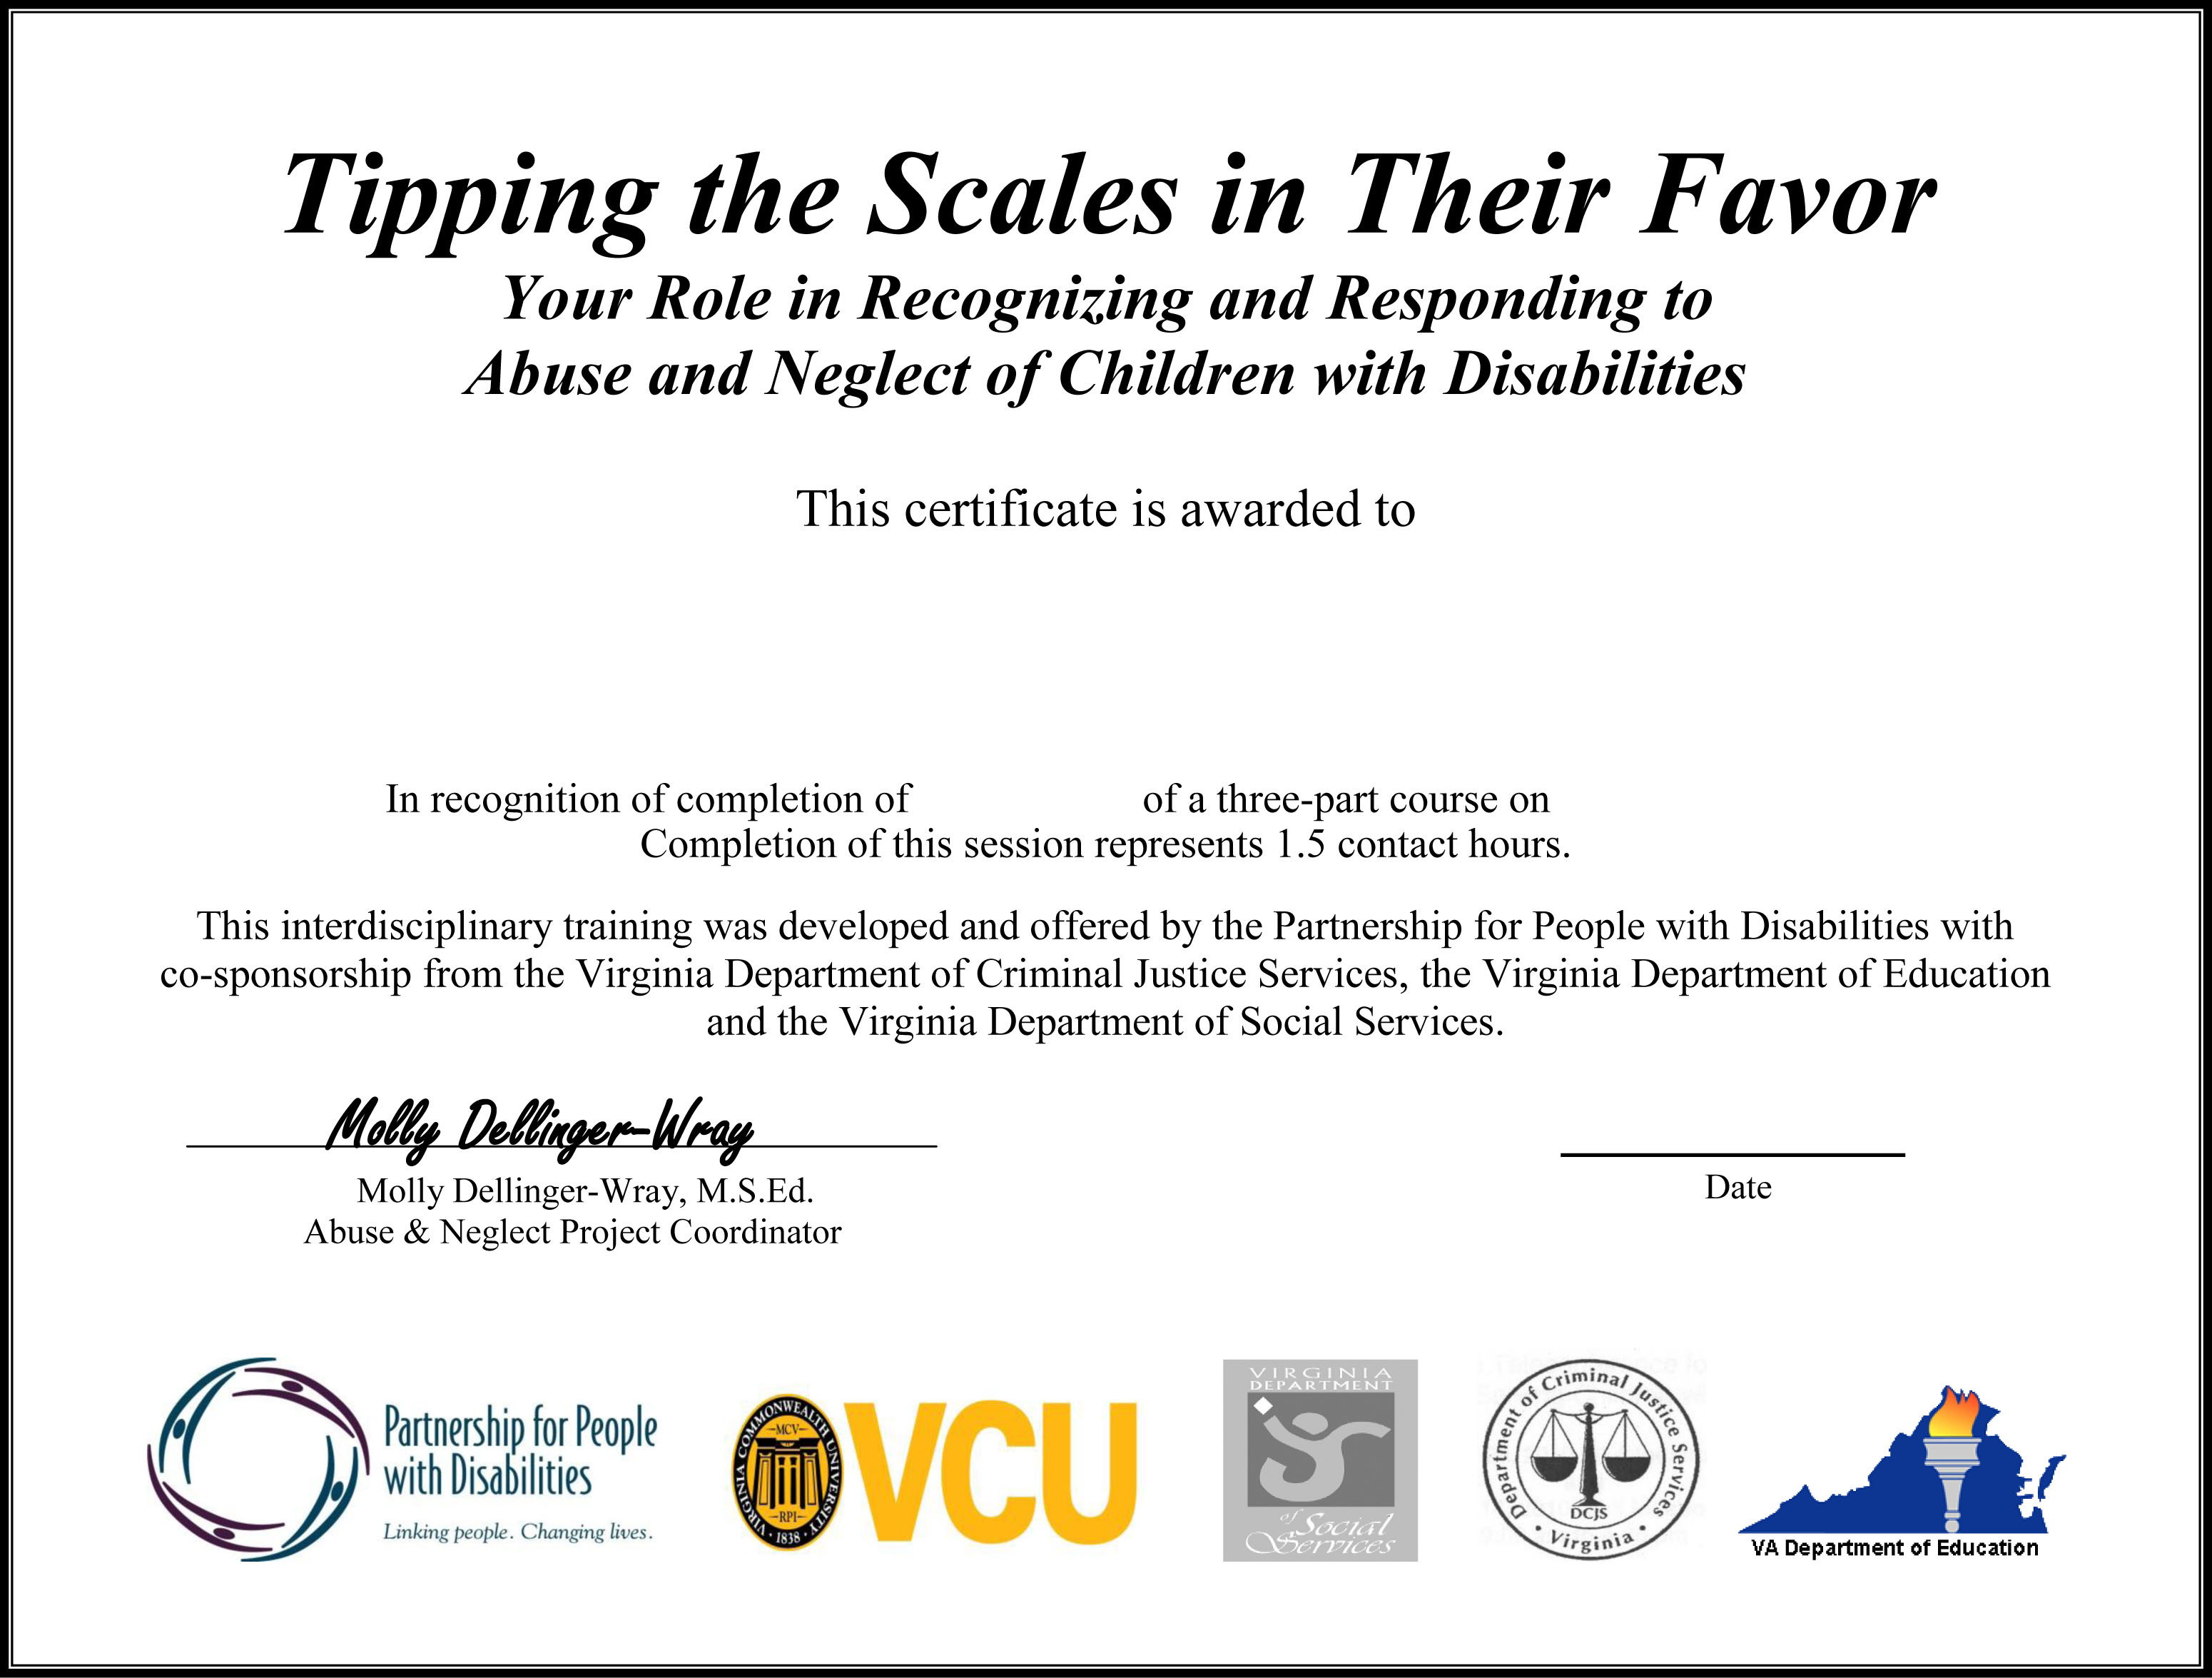 Tipping the Scales in Their Favor
Your Role in Recognizing and Responding to
Abuse and Neglect of Children with Disabilities
This certificate is awarded to
In recognition of completion of of a three-part course on
Completion of this session represents 1.5 contact hours.
This interdisciplinary training was developed and offered by the Partnership for People with Disabilities with
co-sponsorship from the Virginia Department of Criminal Justice Services, the Virginia Department of Education
and the Virginia Department of Social Services.
Molly Dellinger-Wray
Molly Dellinger-Wray, M.S.Ed.
Abuse & Neglect Project Coordinator
Date
Partnership for People
with Disabilities
Linking people. Changing lives.
VIRGINIA COMMONWEALTH UNIVERSITY
MCV
RPI
1838
VCU
VIRGINIA
DEPARTMENT
of Social
Services
Department of Criminal Justice Services
DCJS
Virginia
VA Department of Education